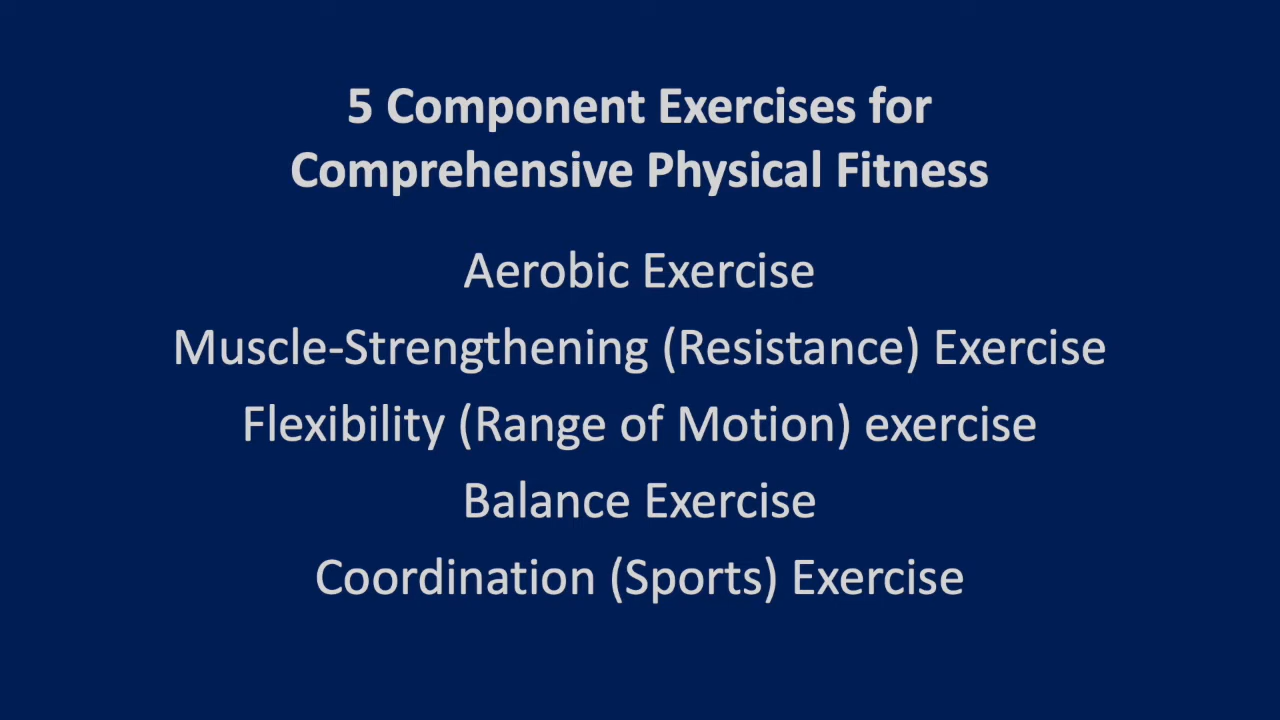 5 Component Exercises for
Comprehensive Physical Fitness
Aerobic Exercise
Muscle-Strengthening (Resistance) Exercise
Flexibility (Range of Motion) exercise
Balance Exercise
Coordination (Sports) Exercise